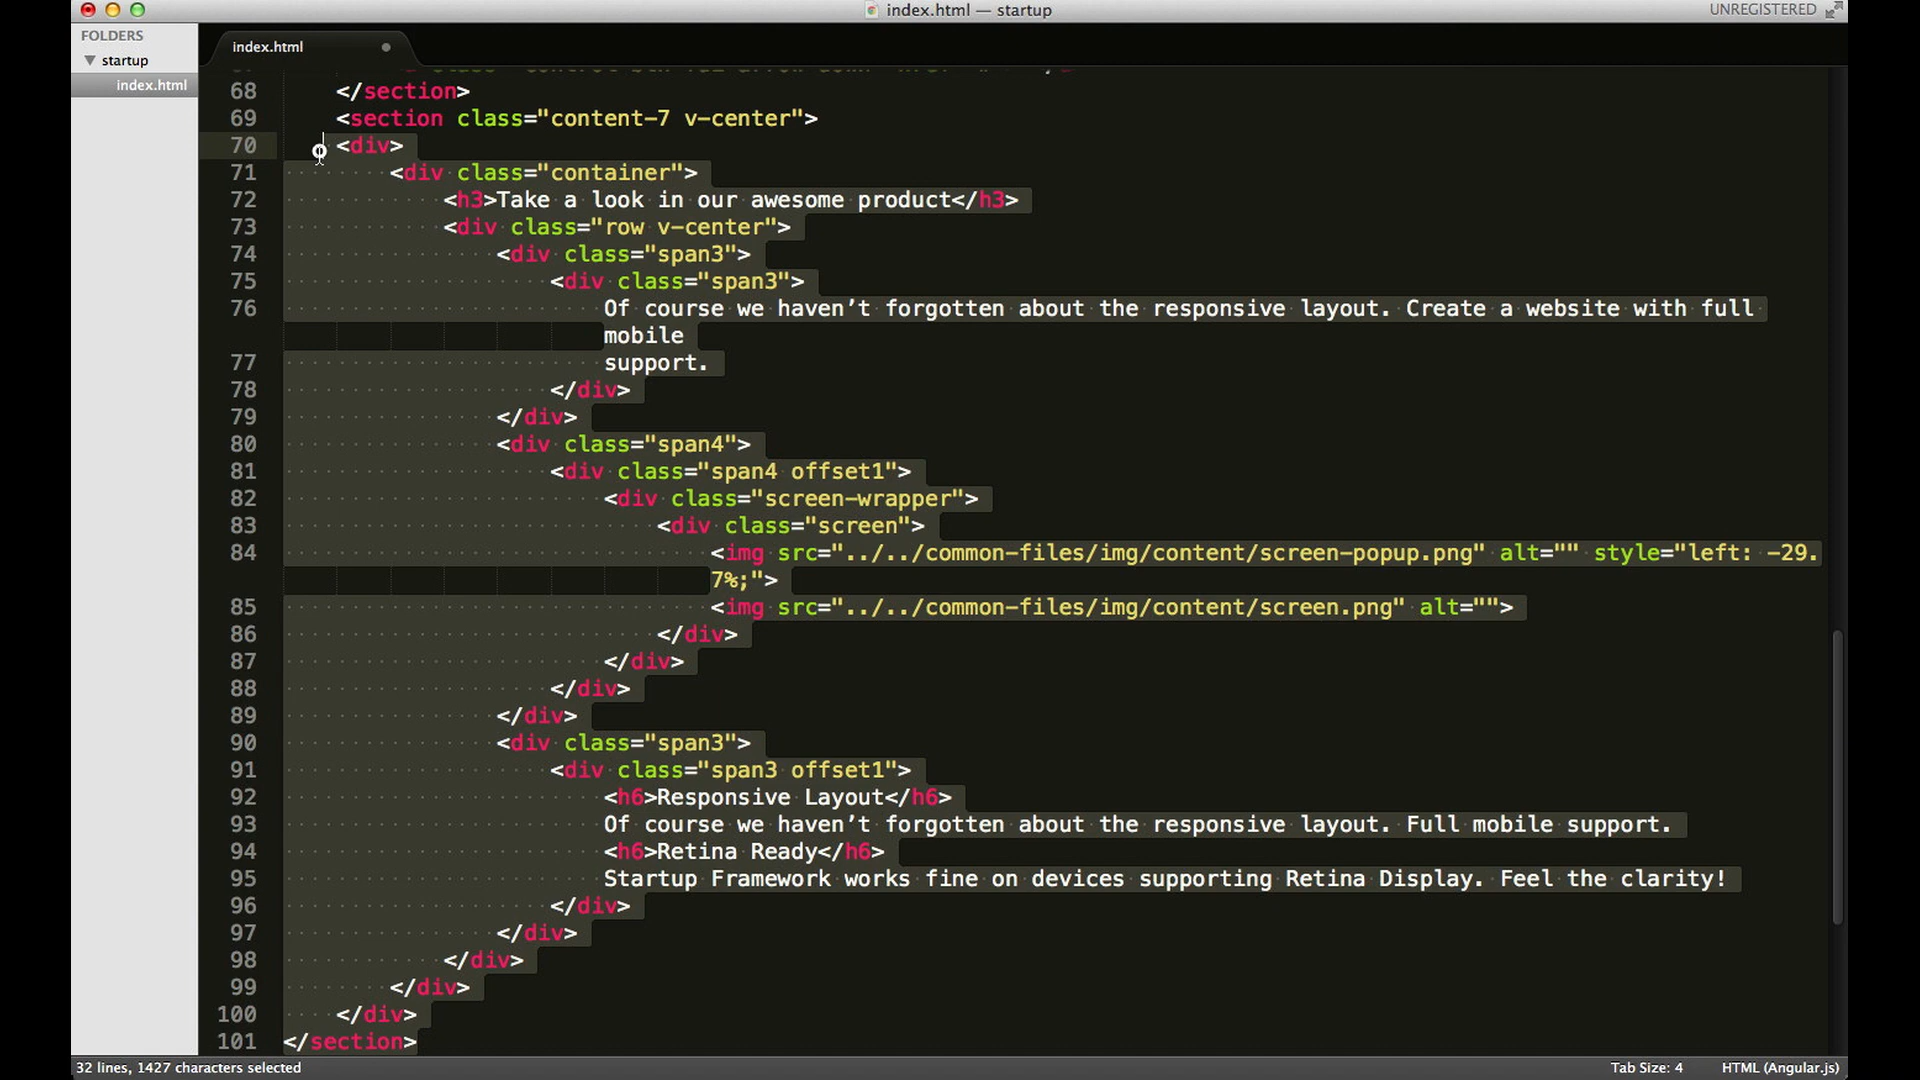 index.html — startup
UNREGISTERED
FOLDERS
startup
index.html
index.html
68 </section>
69 <section class="content-7 v-center">
70 <div>
71 <div class="container">
72 <h3>Take a look in our awesome product</h3>
73 <div class="row v-center">
74 <div class="span3">
75 <div class="span3">
76 Of course we haven’t forgotten about the responsive layout. Create a website with full
mobile
77 support.
78 </div>
79 </div>
80 <div class="span4">
81 <div class="span4 offset1">
82 <div class="screen-wrapper">
83 <div class="screen">
84 <img src="../../common-files/img/content/screen-popup.png" alt="" style="left: -29.
7%;">
85 <img src="../../common-files/img/content/screen.png" alt="">
86 </div>
87 </div>
88 </div>
89 </div>
90 <div class="span3">
91 <div class="span3 offset1">
92 <h6>Responsive Layout</h6>
93 Of course we haven’t forgotten about the responsive layout. Full mobile support.
94 <h6>Retina Ready</h6>
95 Startup Framework works fine on devices supporting Retina Display. Feel the clarity!
96 </div>
97 </div>
98 </div>
99 </div>
100 </div>
101 </section>
32 lines, 1427 characters selected
Tab Size: 4
HTML (Angular.js)